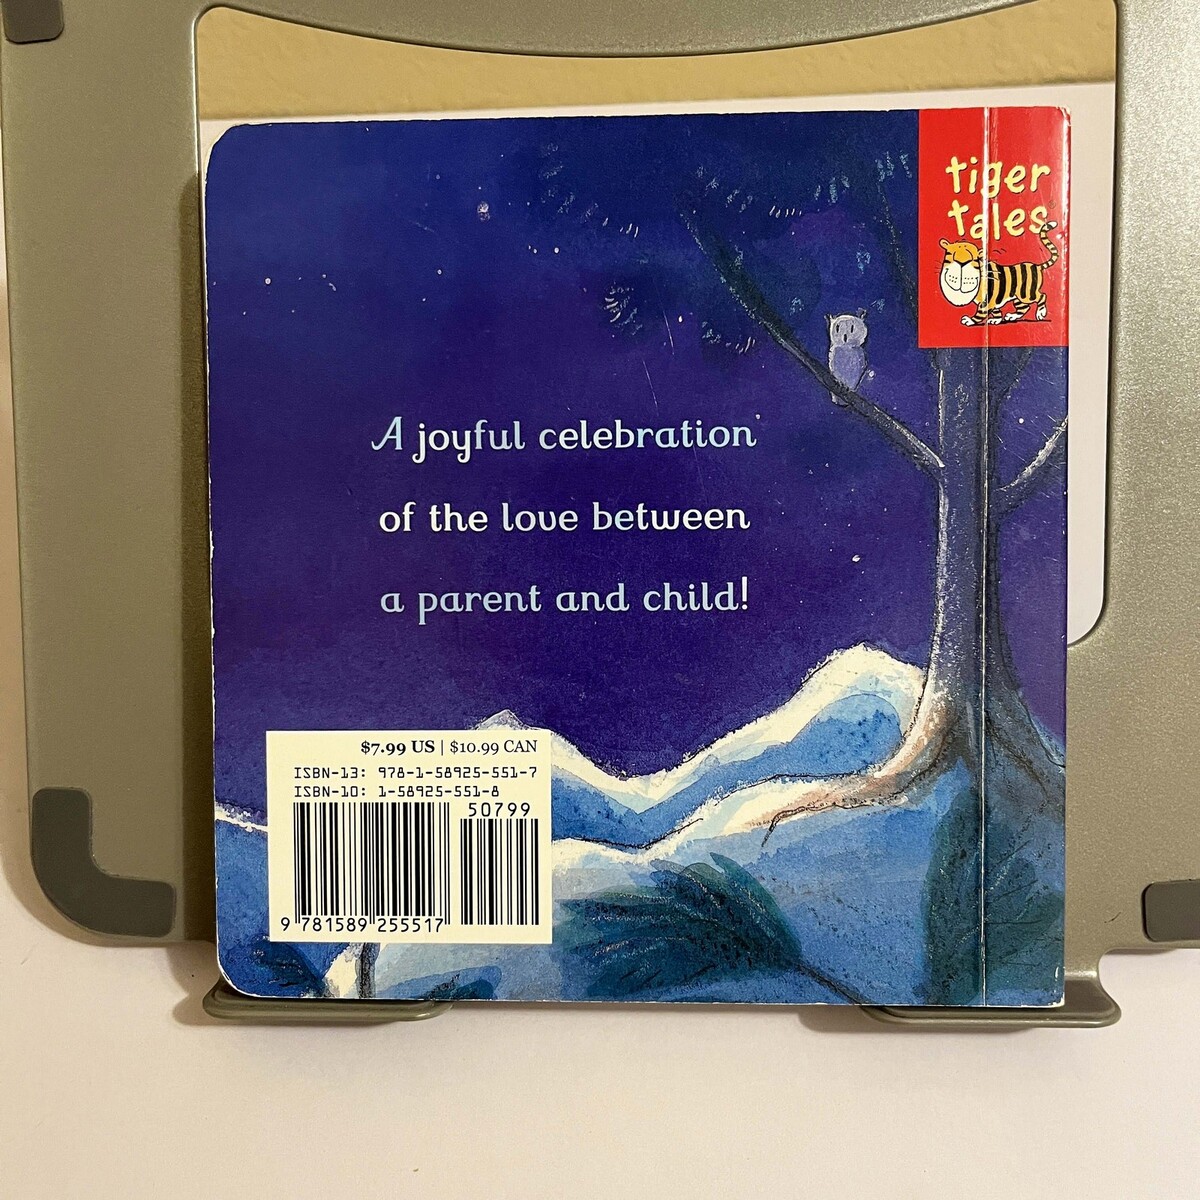 tiger
tales
A joyful celebration
of the love between
a parent and child!
$7.99 US | $10.99 CAN
ISBN-13: 978-1-58925-551-7
ISBN-10: 1-58925-551-8
50799
9 781589 255517